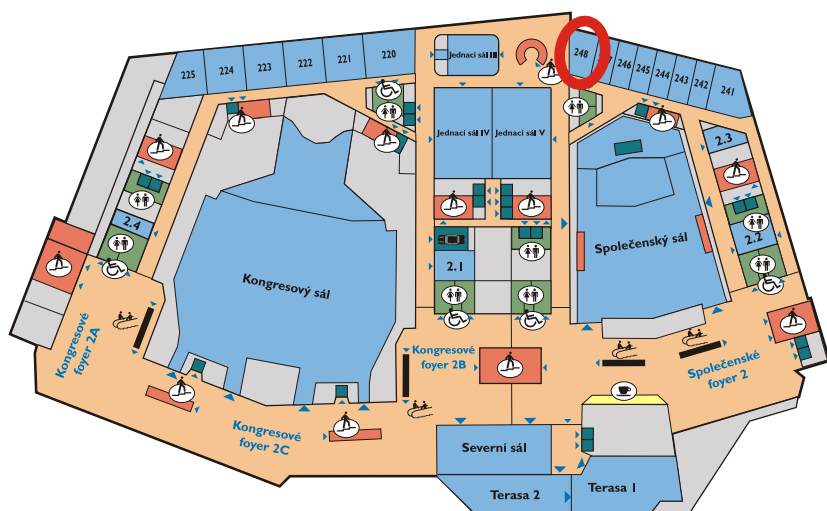 225
224
223
222
221
220
Jednací sál III
248
246
245
244
243
242
241
Jednací sál IV
Jednací sál V
2.3
2.4
2.2
2.1
Společenský sál
Kongresový sál
Kongresové
foyer 2A
Kongresové
foyer 2B
Společenské
foyer 2
Kongresové
foyer 2C
Severní sál
Terasa 2
Terasa 1